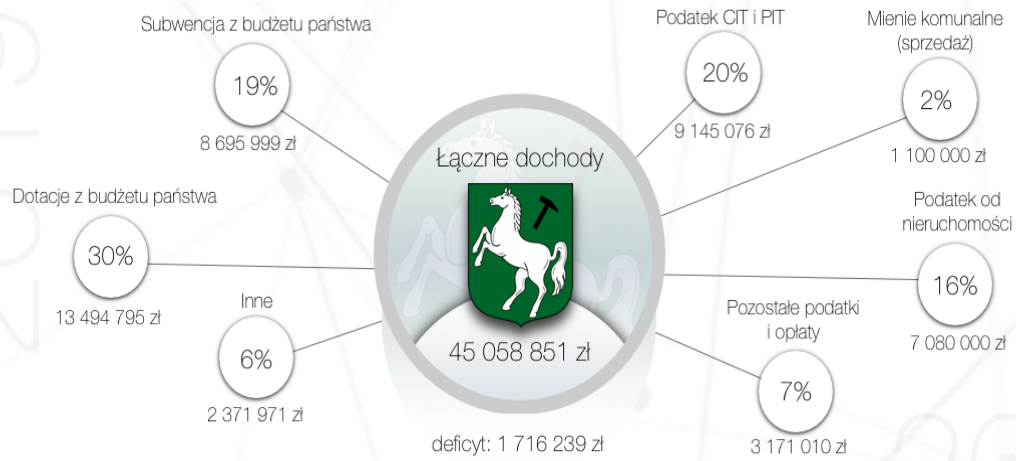 Subwencja z budżetu państwa
19%
8 695 999 zł
Podatek CIT i PIT
20%
9 145 076 zł
Mienie komunalne
(sprzedaż)
2%
1 100 000 zł
Łączne dochody
45 058 851 zł
deficyt: 1 716 239 zł
Dotacje z budżetu państwa
30%
13 494 795 zł
Inne
6%
2 371 971 zł
Podatek od
nieruchomości
16%
7 080 000 zł
Pozostałe podatki
i opłaty
7%
3 171 010 zł